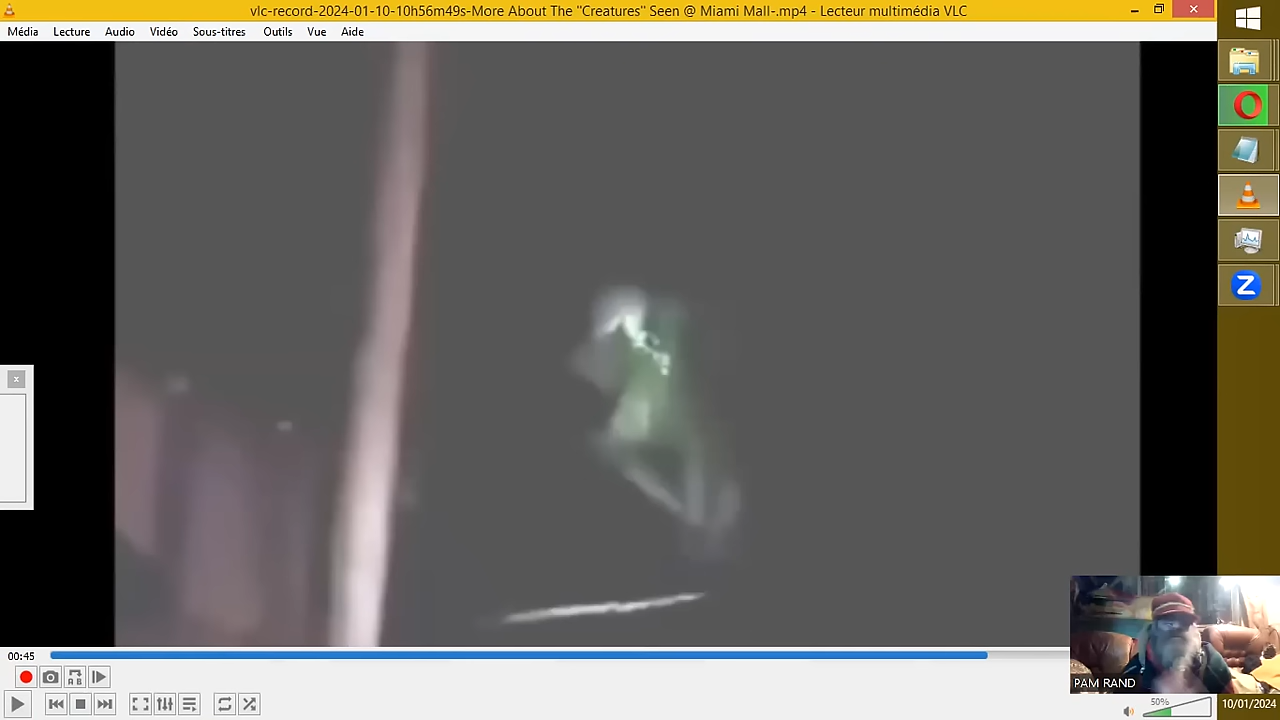 vlc-record-2024-01-10-10h56m49s-More About The "Creatures" Seen @ Miami Mall-.mp4 - Lecteur multimédia VLC
Média Lecture Audio Vidéo Sous-titres Outils Vue Aide
00:45
A B
PAM RAND
50%
10/01/2024